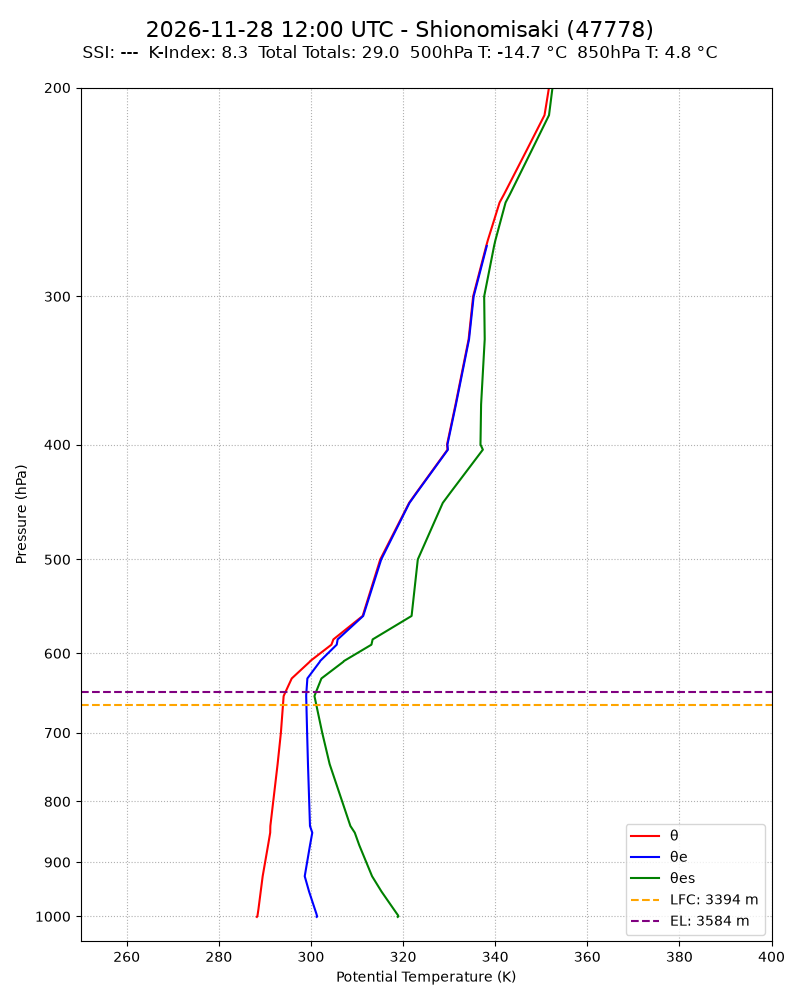 2026-11-28 12:00 UTC - Shionomisaki (47778)
SSI: ---  K-Index: 8.3  Total Totals: 29.0  500hPa T: -14.7 °C  850hPa T: 4.8 °C
200
300
400
500
600
700
800
900
1000
Pressure (hPa)
θ
θe
θes
LFC: 3394 m
EL: 3584 m
260 280 300 320 340 360 380 400
Potential Temperature (K)